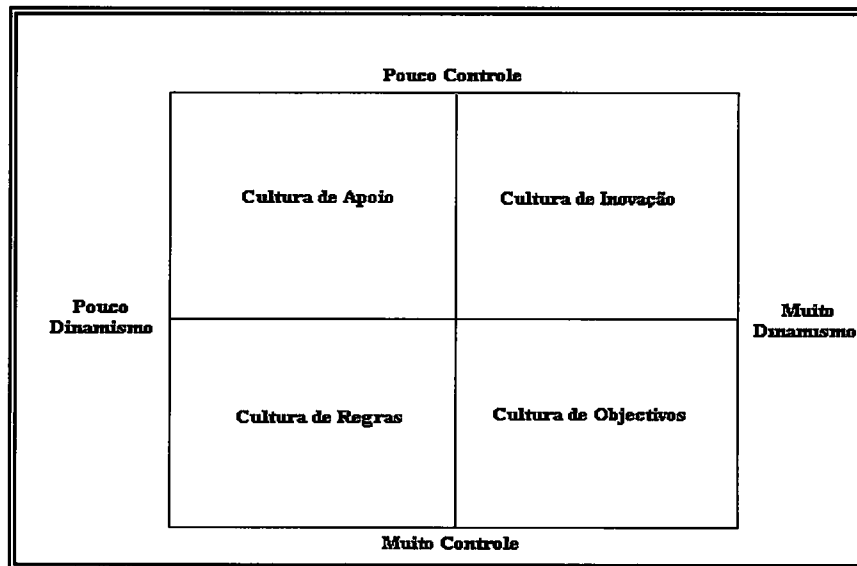 Pouco Controle
Cultura de Apoio
Cultura de Inovação
Pouco
Dinamismo
Muito
Dinamismo
Cultura de Regras
Cultura de Objectivos
Muito Controle